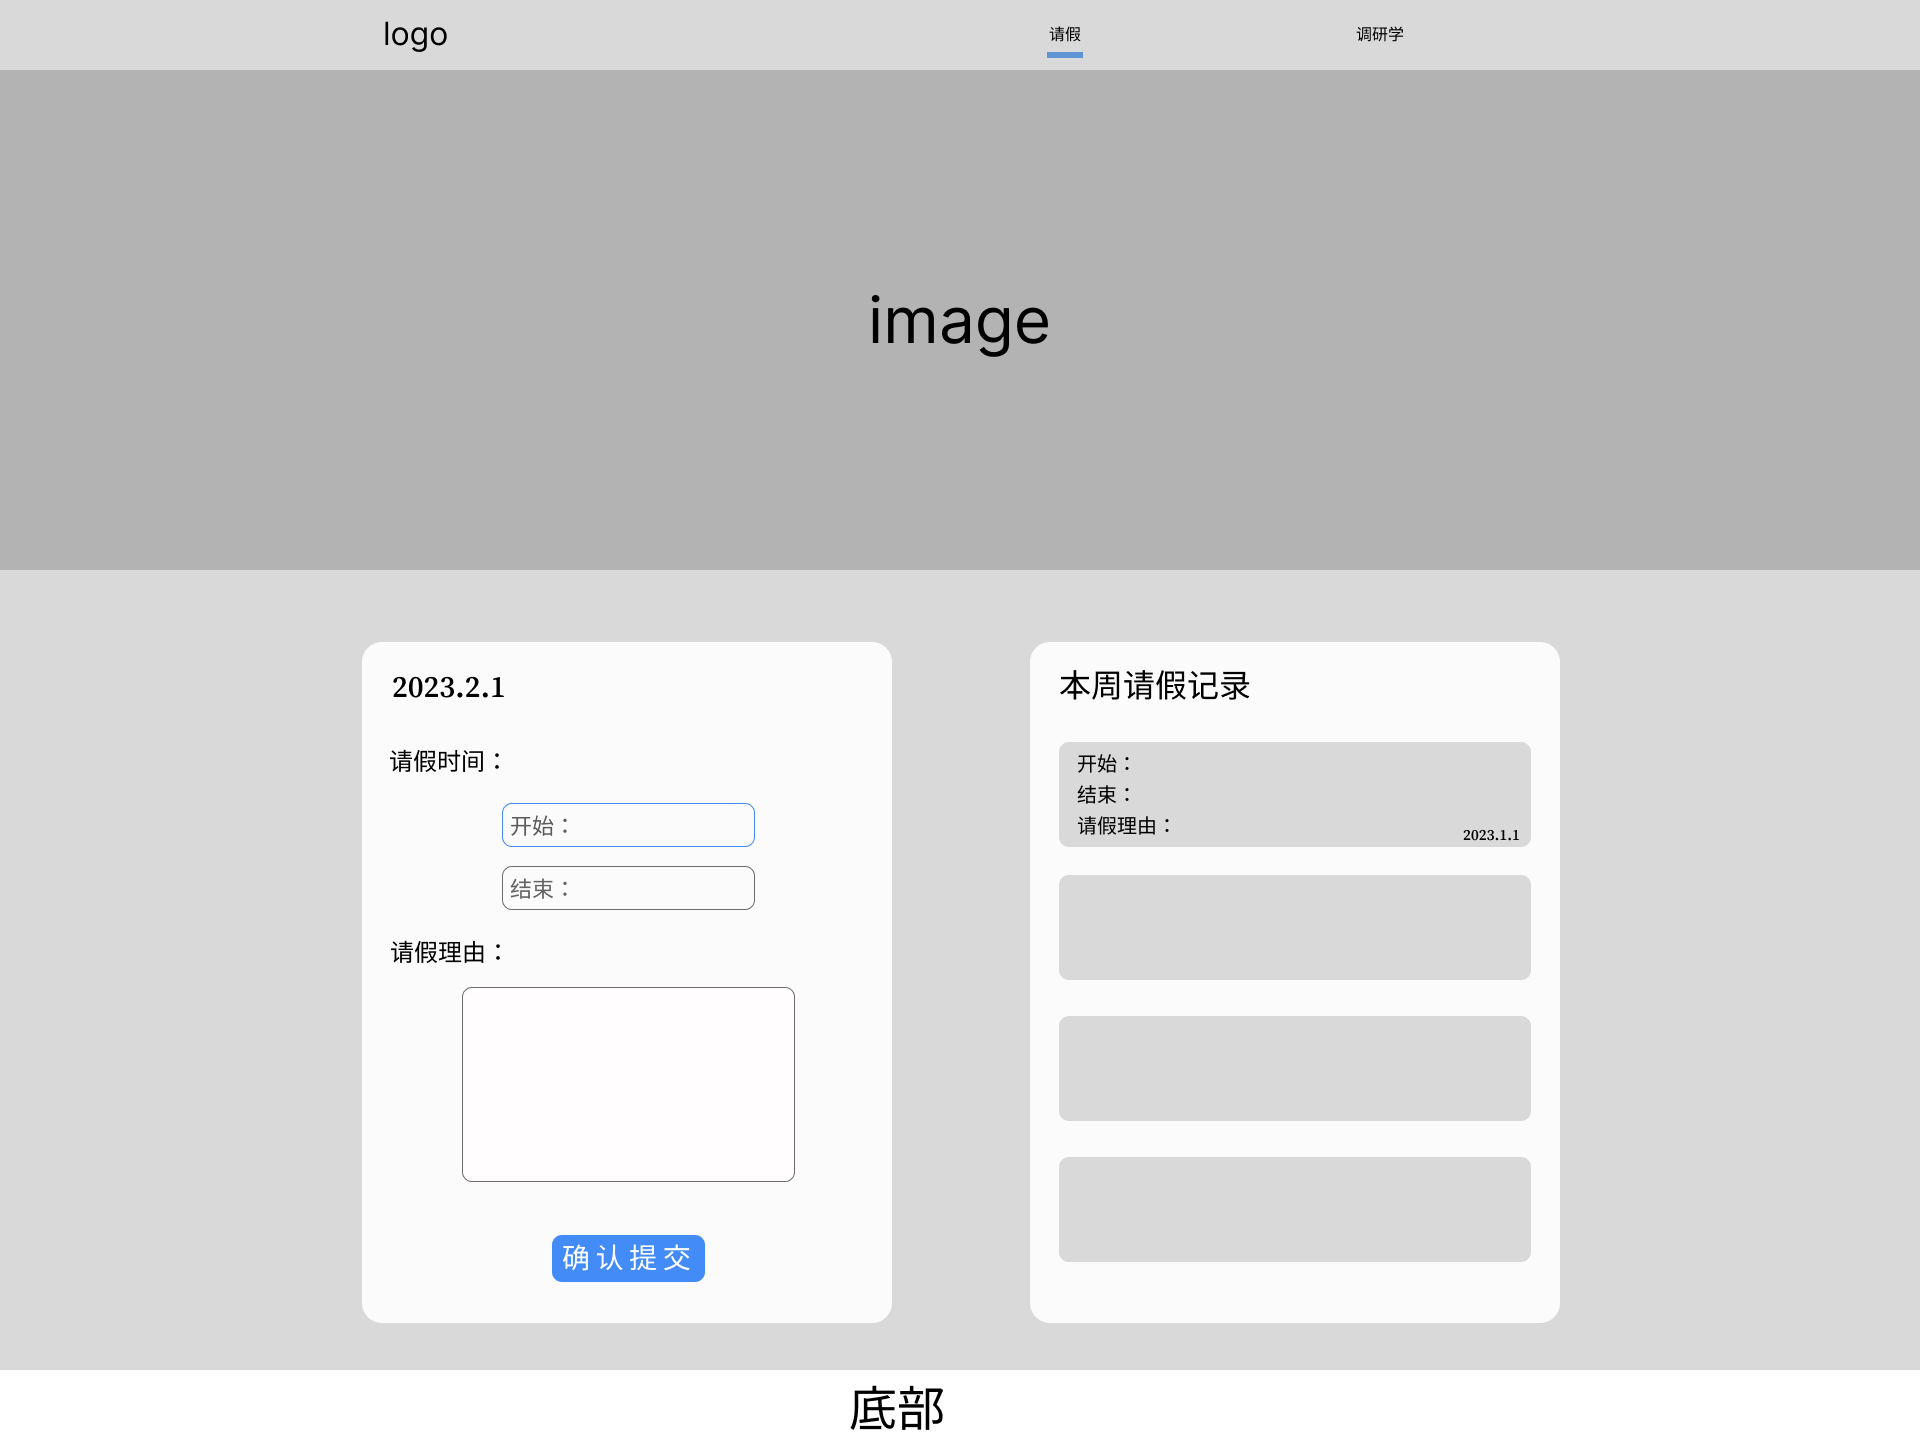 logo
请假
调研学
image
2023.2.1
请假时间：
开始：
结束：
请假理由：
确认提交
本周请假记录
开始：
结束：
请假理由：
2023.1.1
底部